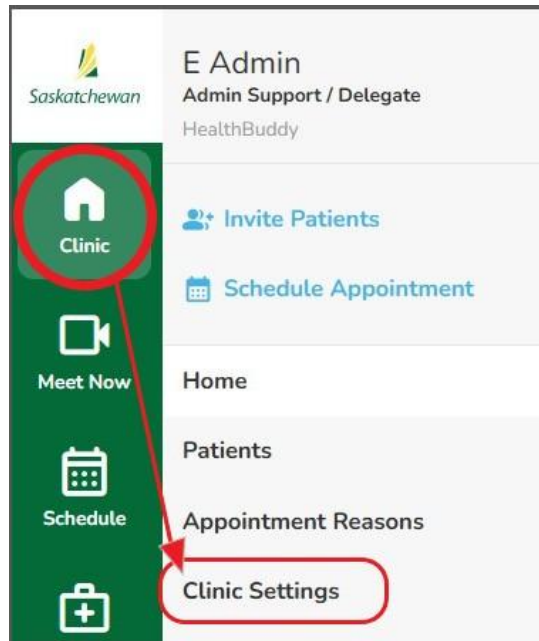 Saskatchewan
E Admin
Admin Support / Delegate
HealthBuddy
Clinic
Invite Patients
Schedule Appointment
Meet Now
Home
Patients
Schedule
Appointment Reasons
Clinic Settings